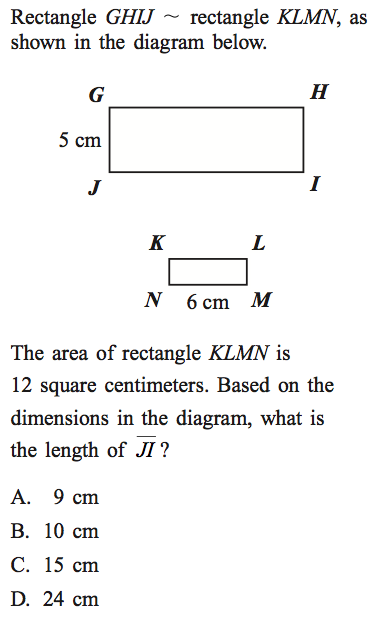 Rectangle GHIJ ~ rectangle KLMN, as
shown in the diagram below.
G H
5 cm
J I
K L
N 6 cm M
The area of rectangle KLMN is
12 square centimeters. Based on the
dimensions in the diagram, what is
the length of J̅I̅ ?
A. 9 cm
B. 10 cm
C. 15 cm
D. 24 cm